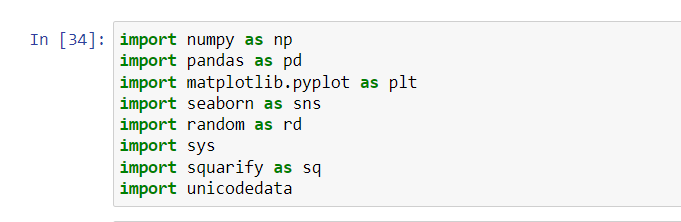 In [34]: import numpy as np
import pandas as pd
import matplotlib.pyplot as plt
import seaborn as sns
import random as rd
import sys
import squarify as sq
import unicodedata